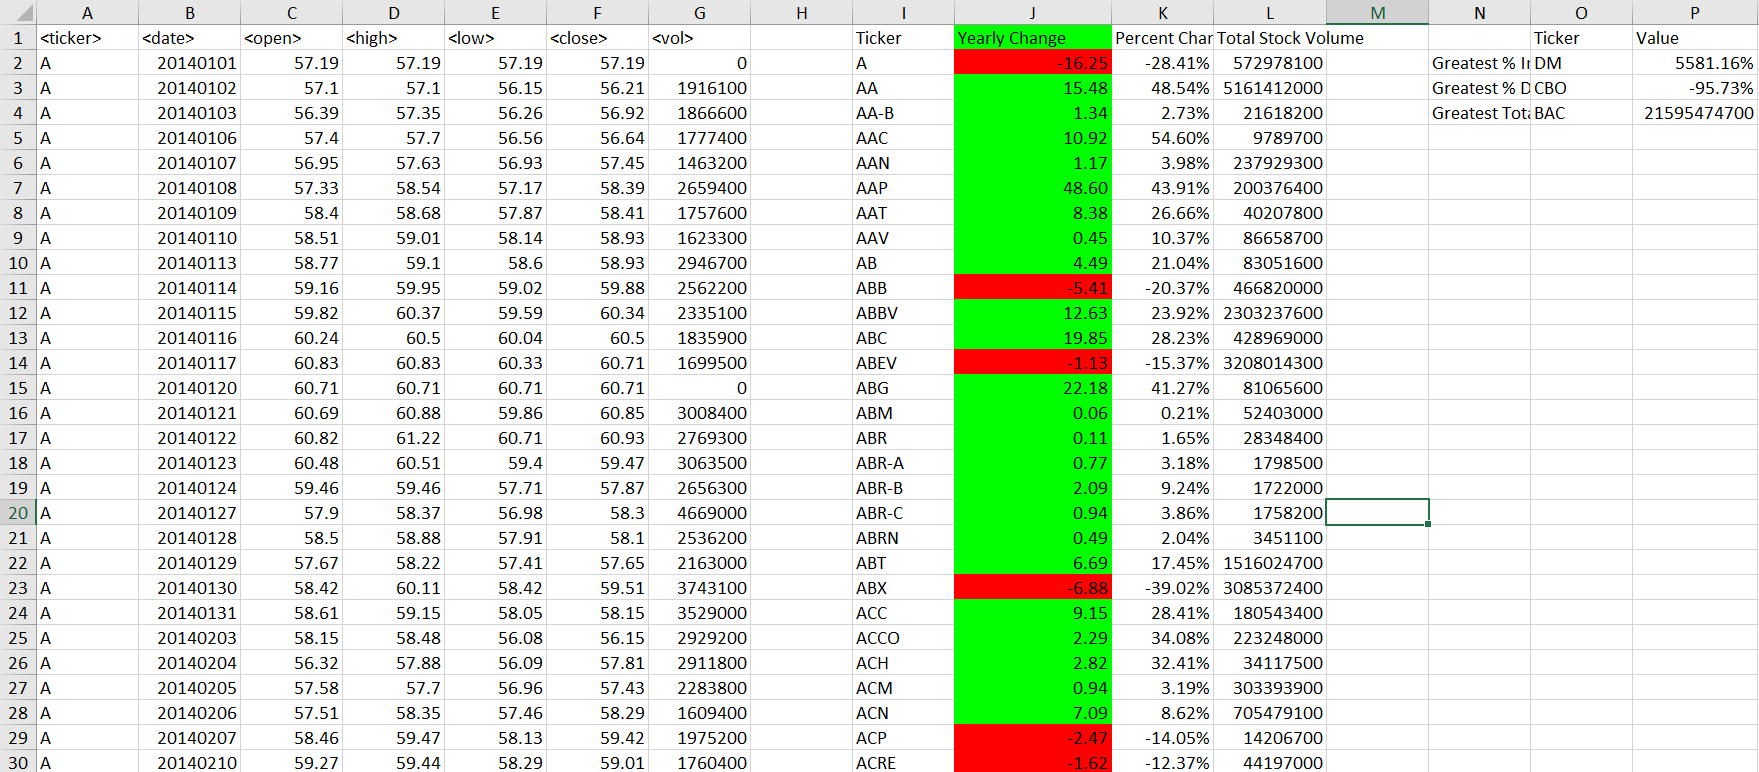 A B C D E F G H I J K L M N O P
1 <ticker> <date> <open> <high> <low> <close> <vol> Ticker Yearly Change Percent Char Total Stock Volume Ticker Value
2 A 20140101 57.19 57.19 57.19 57.19 0 A -16.25 -28.41% 572978100 Greatest % Ir DM 5581.16%
3 A 20140102 57.1 57.1 56.15 56.21 1916100 AA 15.48 48.54% 5161412000 Greatest % D CBO -95.73%
4 A 20140103 56.39 57.35 56.26 56.92 1866600 AA-B 1.34 2.73% 21618200 Greatest Tota BAC 21595474700
5 A 20140106 57.4 57.7 56.56 56.64 1777400 AAC 10.92 54.60% 9789700
6 A 20140107 56.95 57.63 56.93 57.45 1463200 AAN 1.17 3.98% 237929300
7 A 20140108 57.33 58.54 57.17 58.39 2659400 AAP 48.60 43.91% 200376400
8 A 20140109 58.4 58.68 57.87 58.41 1757600 AAT 8.38 26.66% 40207800
9 A 20140110 58.51 59.01 58.14 58.93 1623300 AAV 0.45 10.37% 86658700
10 A 20140113 58.77 59.1 58.6 58.93 2946700 AB 4.49 21.04% 83051600
11 A 20140114 59.16 59.95 59.02 59.88 2562200 ABB -5.41 -20.37% 466820000
12 A 20140115 59.82 60.37 59.59 60.34 2335100 ABBV 12.63 23.92% 2303237600
13 A 20140116 60.24 60.5 60.04 60.5 1835900 ABC 19.85 28.23% 428969000
14 A 20140117 60.83 60.83 60.33 60.71 1699500 ABEV -1.13 -15.37% 3208014300
15 A 20140120 60.71 60.71 60.71 60.71 0 ABG 22.18 41.27% 81065600
16 A 20140121 60.69 60.88 59.86 60.85 3008400 ABM 0.06 0.21% 52403000
17 A 20140122 60.82 61.22 60.71 60.93 2769300 ABR 0.11 1.65% 28348400
18 A 20140123 60.48 60.51 59.4 59.47 3063500 ABR-A 0.77 3.18% 1798500
19 A 20140124 59.46 59.46 57.71 57.87 2656300 ABR-B 2.09 9.24% 1722000
20 A 20140127 57.9 58.37 56.98 58.3 4669000 ABR-C 0.94 3.86% 1758200
21 A 20140128 58.5 58.88 57.91 58.1 2536200 ABRN 0.49 2.04% 3451100
22 A 20140129 57.67 58.22 57.41 57.65 2163000 ABT 6.69 17.45% 1516024700
23 A 20140130 58.42 60.11 58.42 59.51 3743100 ABX -6.88 -39.02% 3085372400
24 A 20140131 58.61 59.15 58.05 58.15 3529000 ACC 9.15 28.41% 180543400
25 A 20140203 58.15 58.48 56.08 56.15 2929200 ACCO 2.29 34.08% 223248000
26 A 20140204 56.32 57.88 56.09 57.81 2911800 ACH 2.82 32.41% 34117500
27 A 20140205 57.58 57.7 56.96 57.43 2283800 ACM 0.94 3.19% 303393900
28 A 20140206 57.51 58.35 57.46 58.29 1609400 ACN 7.09 8.62% 705479100
29 A 20140207 58.46 59.47 58.13 59.42 1975200 ACP -2.47 -14.05% 14206700
30 A 20140210 59.27 59.44 58.29 59.01 1760400 ACRE -1.62 -12.37% 44197000